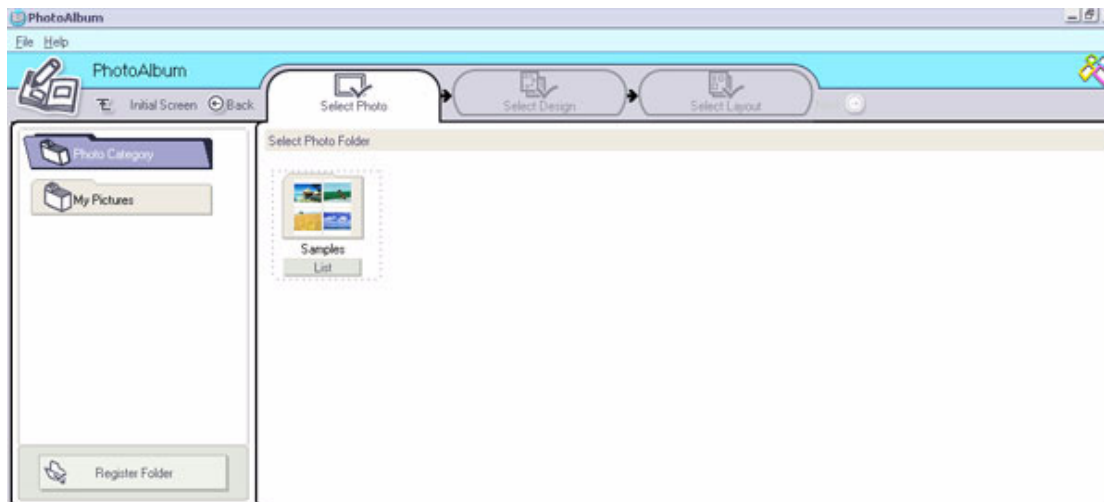 PhotoAlbum
File Help
PhotoAlbum
Initial Screen Back
Select Photo
Select Design
Select Layout
Select Photo Folder
Photo Category
My Pictures
Samples
List
Register Folder